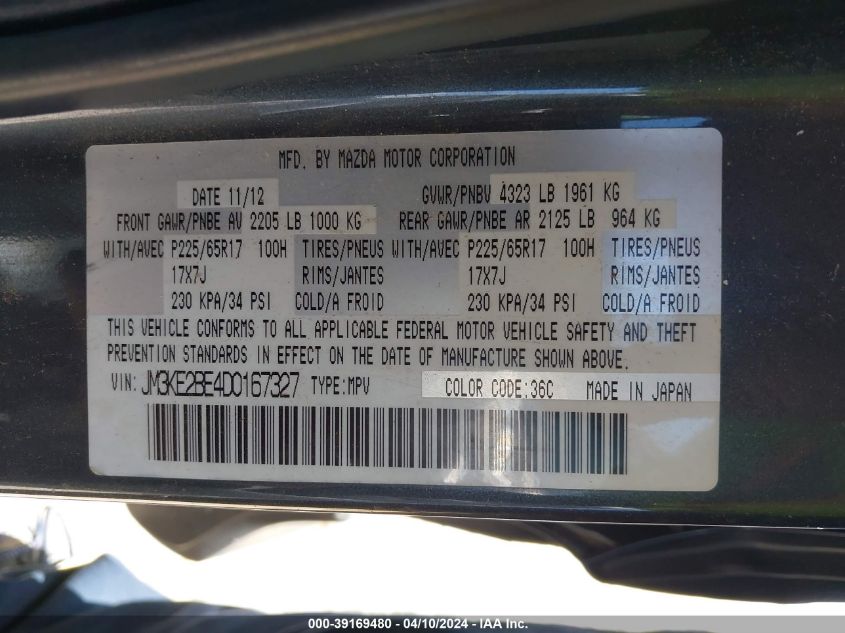 MFD. BY MAZDA MOTOR CORPORATION
DATE 11/12 GVWR/PNBV 4323 LB 1961 KG
FRONT GAWR/PNBE AV 2205 LB 1000 KG REAR GAWR/PNBE AR 2125 LB 964 KG
WITH/AVEC P225/65R17 100H TIRES/PNEUS WITH/AVEC P225/65R17 100H TIRES/PNEUS
17X7J RIMS/JANTES 17X7J RIMS/JANTES
230 KPA/34 PSI COLD/A FROID 230 KPA/34 PSI COLD/A FROID
THIS VEHICLE CONFORMS TO ALL APPLICABLE FEDERAL MOTOR VEHICLE SAFETY AND THEFT
PREVENTION STANDARDS IN EFFECT ON THE DATE OF MANUFACTURE SHOWN ABOVE.
VIN: JM3KE2BE4D0167327 TYPE:MPV COLOR CODE:36C MADE IN JAPAN
000-39169480 - 04/10/2024 - IAA Inc.